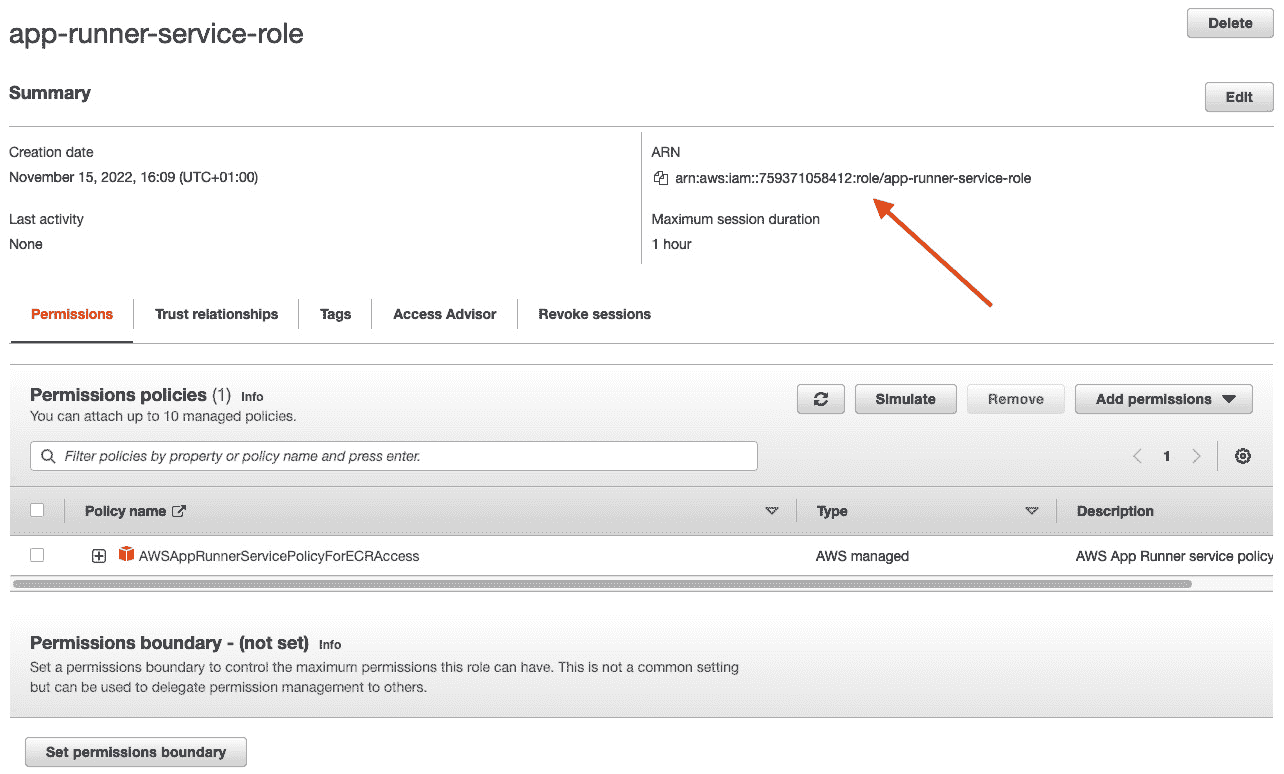 app-runner-service-role
Delete
Summary
Edit
Creation date
November 15, 2022, 16:09 (UTC+01:00)
ARN
arn:aws:iam::759371058412:role/app-runner-service-role
Last activity
None
Maximum session duration
1 hour
Permissions Trust relationships Tags Access Advisor Revoke sessions
Permissions policies (1) Info
You can attach up to 10 managed policies.
Simulate Remove Add permissions
Filter policies by property or policy name and press enter.
1
Policy name Type Description
AWSAppRunnerServicePolicyForECRAccess AWS managed AWS App Runner service policy
Permissions boundary - (not set) Info
Set a permissions boundary to control the maximum permissions this role can have. This is not a common setting
but can be used to delegate permission management to others.
Set permissions boundary